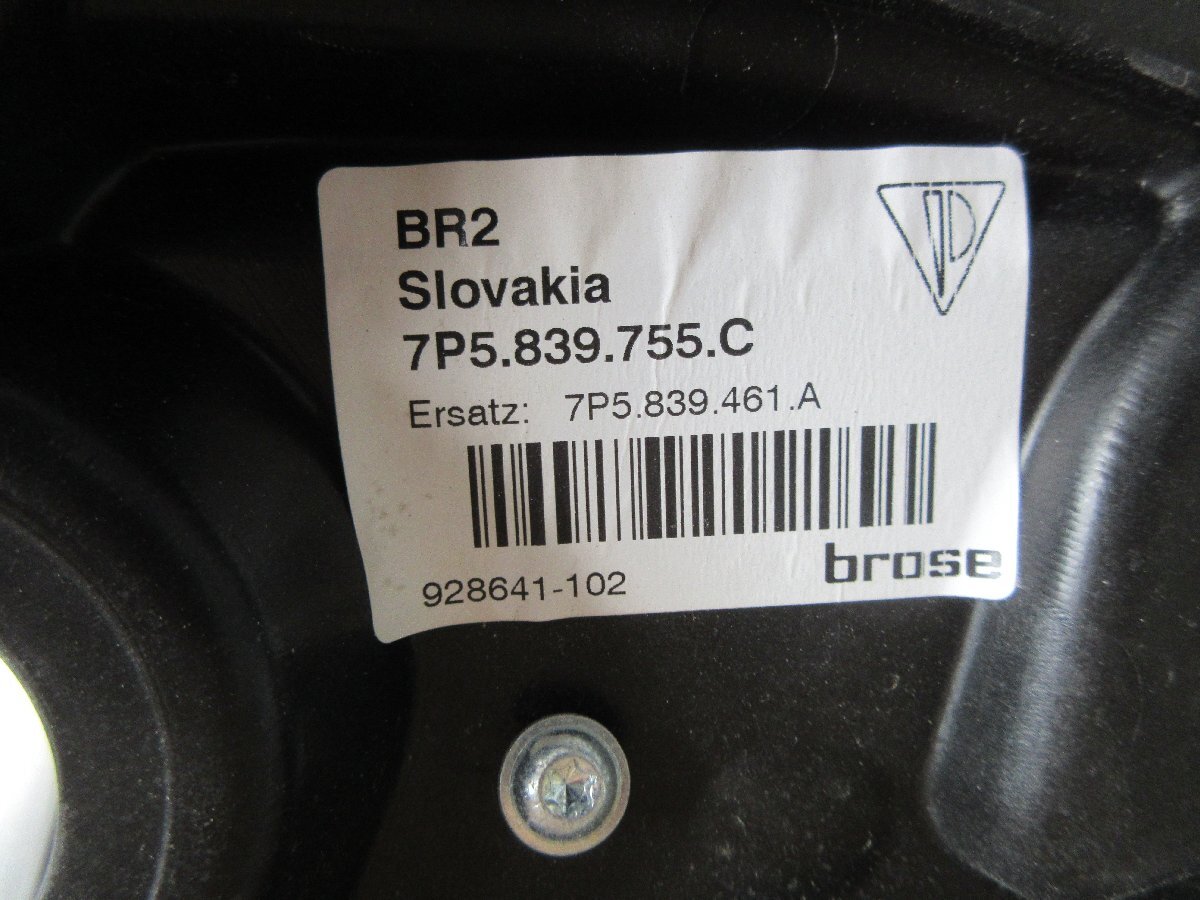 BR2
Slovakia
7P5.839.755.C
Ersatz: 7P5.839.461.A
928641-102
brose